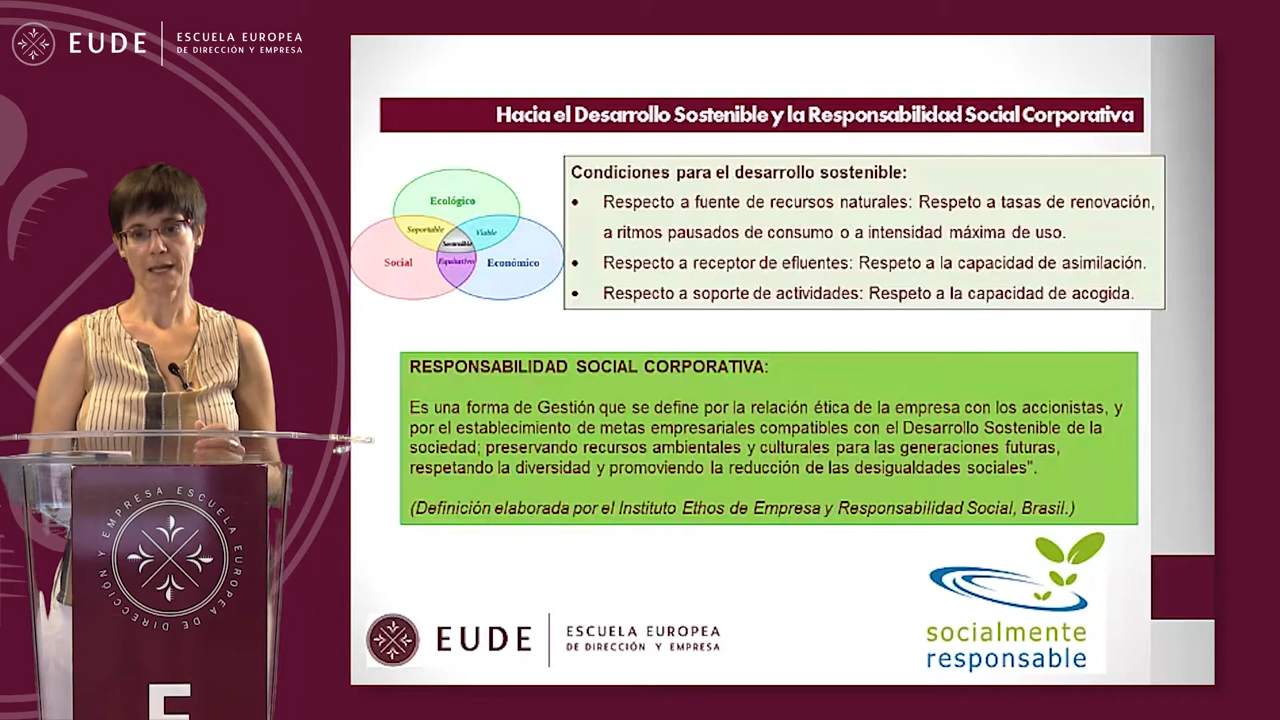 EUDE
ESCUELA EUROPEA
DE DIRECCIÓN Y EMPRESA
Hacia el Desarrollo Sostenible y la Responsabilidad Social Corporativa
Ecológico
Soportable
Viable
Sostenible
Social
Equitativo
Económico
Condiciones para el desarrollo sostenible:
• Respecto a fuente de recursos naturales: Respeto a tasas de renovación,
a ritmos pausados de consumo o a intensidad máxima de uso.
• Respecto a receptor de efluentes: Respeto a la capacidad de asimilación.
• Respecto a soporte de actividades: Respeto a la capacidad de acogida.
RESPONSABILIDAD SOCIAL CORPORATIVA:
Es una forma de Gestión que se define por la relación ética de la empresa con los accionistas, y
por el establecimiento de metas empresariales compatibles con el Desarrollo Sostenible de la
sociedad; preservando recursos ambientales y culturales para las generaciones futuras,
respetando la diversidad y promoviendo la reducción de las desigualdades sociales".
(Definición elaborada por el Instituto Ethos de Empresa y Responsabilidad Social, Brasil.)
EUDE
ESCUELA EUROPEA
DE DIRECCIÓN Y EMPRESA
socialmente
responsable
ESCUELA EUROPEA DE DIRECCIÓN Y EMPRESA
E